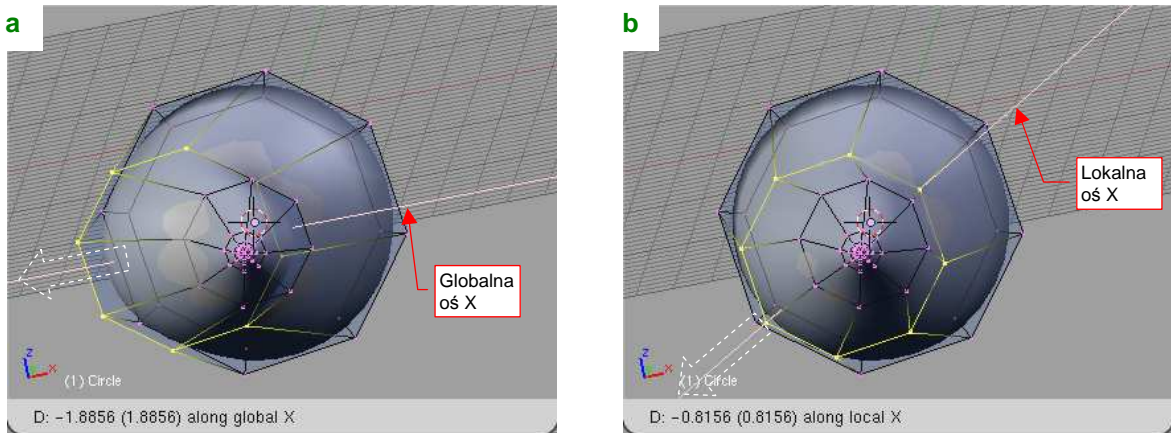 a
Globalna
oś X
z
x
(1) Circle
D: -1.8856 (1.8856) along global X
b
Lokalna
oś X
z
x
(1) Circle
D: -0.8156 (0.8156) along local X